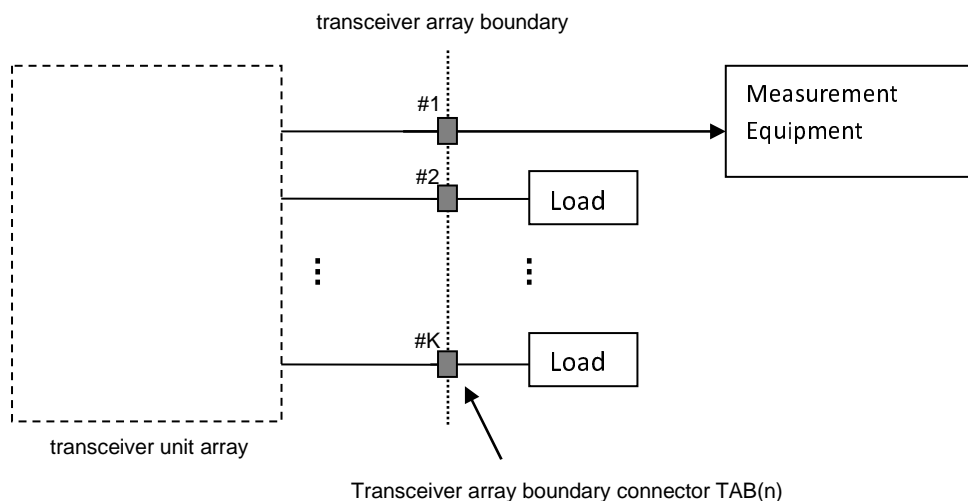 transceiver array boundary
#1
Measurement
Equipment
#2
Load
#K
Load
transceiver unit array
Transceiver array boundary connector TAB(n)